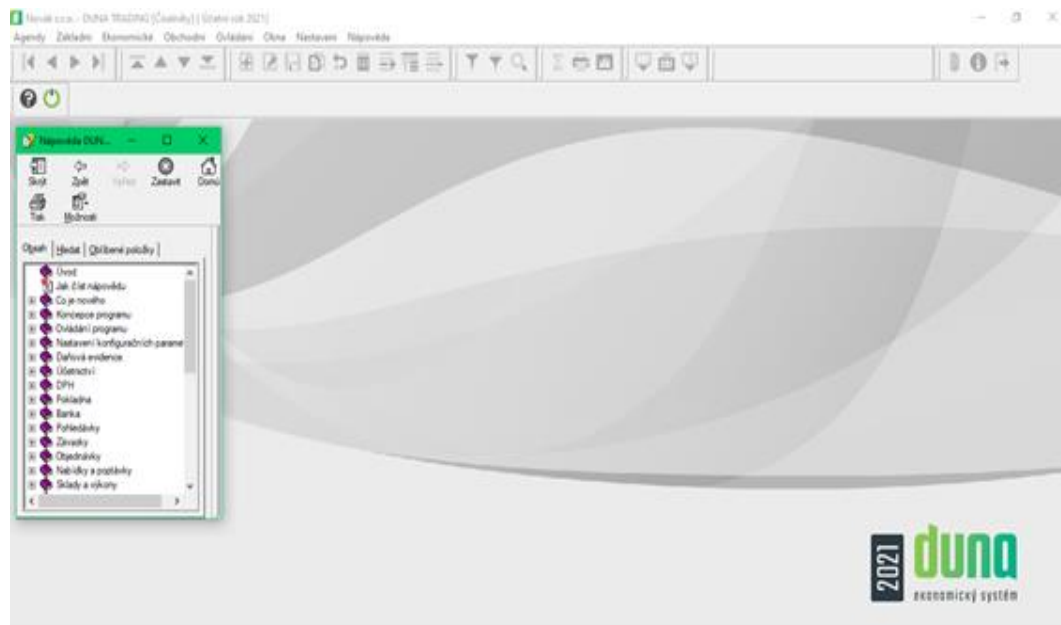 Novák s.r.o. - DUNA TRADING [Číselníky] | Účetní rok 2021]
Agendy Základní Ekonomické Obchodní Ovládání Okna Nastavení Nápověda
Nápověda DUN...
Skrýt Zpět Vpřed Zastavit Domů
Tisk Možnosti
Obsah Hledat Oblíbené položky
Úvod
Jak číst nápovědu
Co je nového
Koncepce programu
Ovládání programu
Nastavení konfiguračních parame
Daňová evidence
Účetnictví
DPH
Pokladna
Banka
Pohledávky
Závazky
Objednávky
Nabídky a poptávky
Sklady a výkony
2021
duna
ekonomický systém